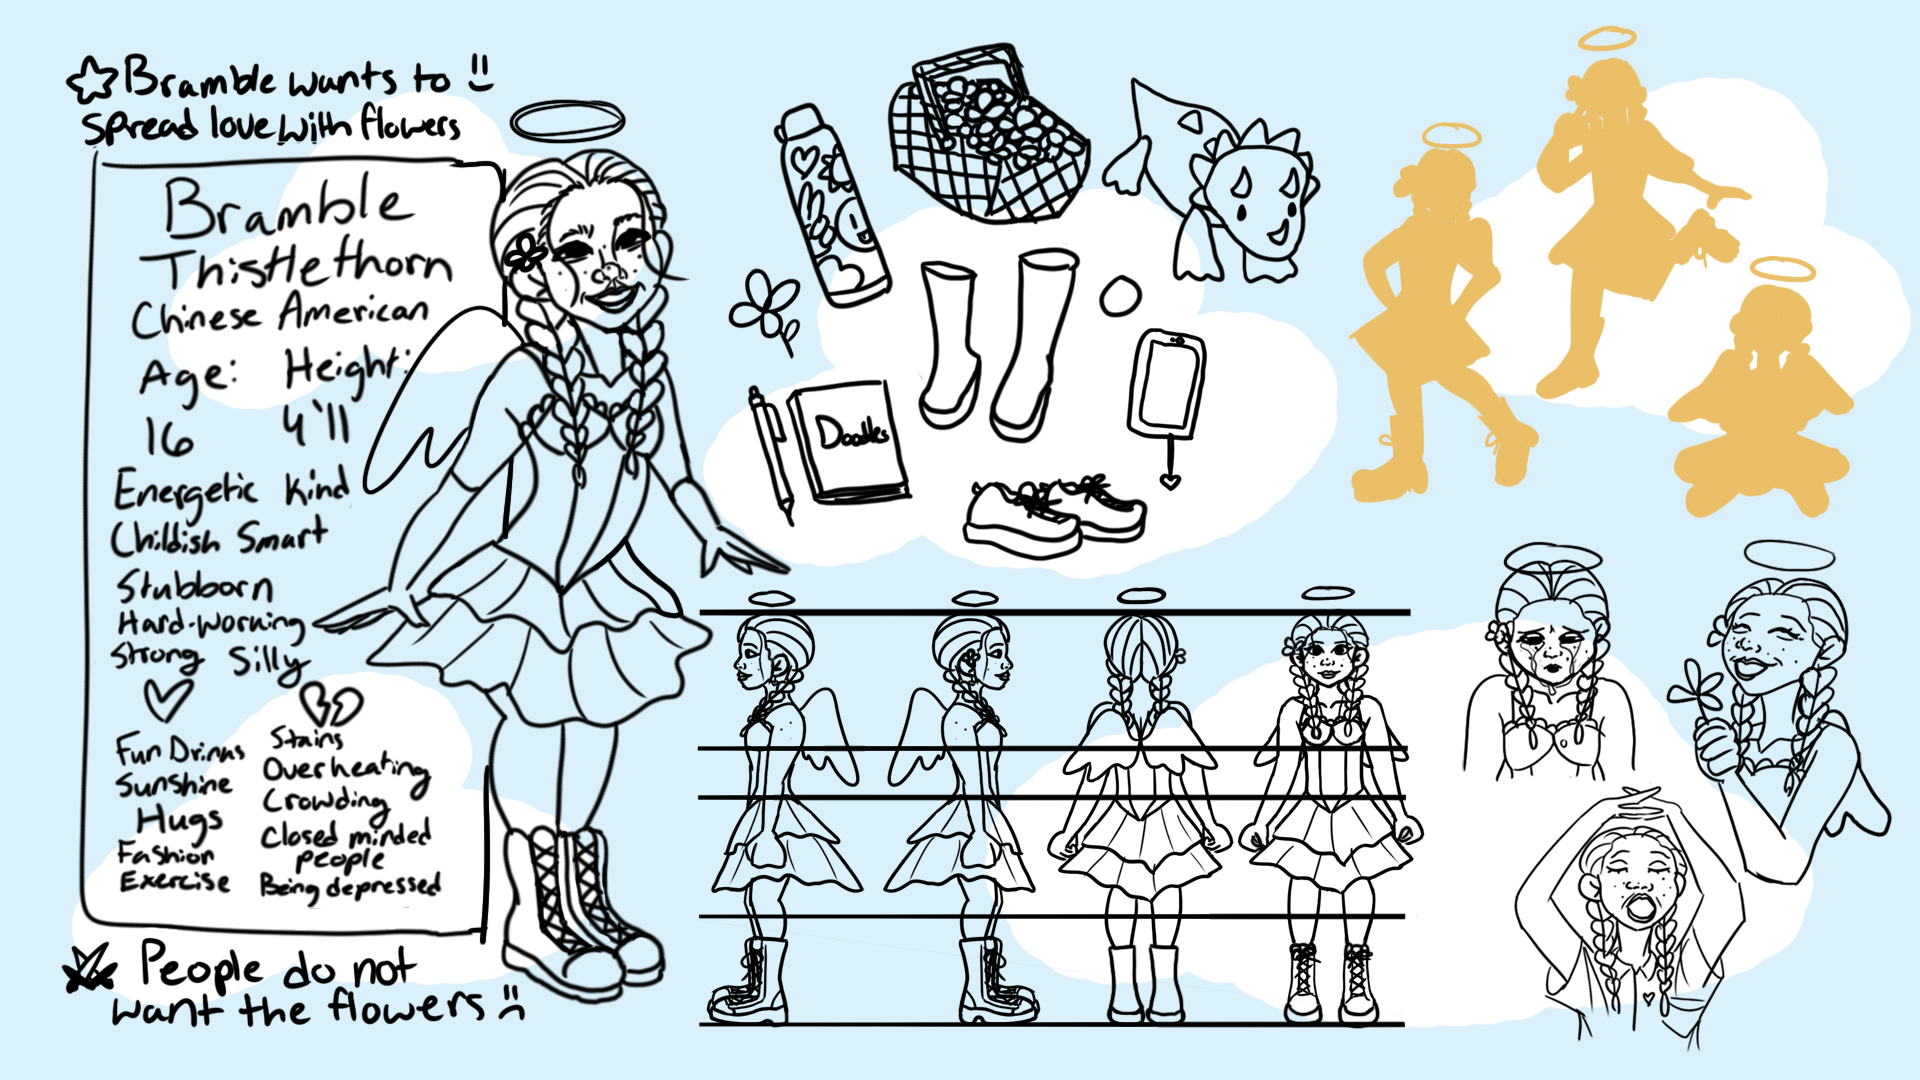 Bramble wants to
spread love with flowers
Bramble
Thistlethorn
Chinese American
Age: Height:
16 4'11
Energetic Kind
Childish Smart
Stubborn
Hard-working
Strong Silly
Fun Drinks
Sunshine
Hugs
Fashion
Exercise
Stains
Overheating
Crowding
Closed minded
people
Being depressed
People do not
want the flowers
Doodles